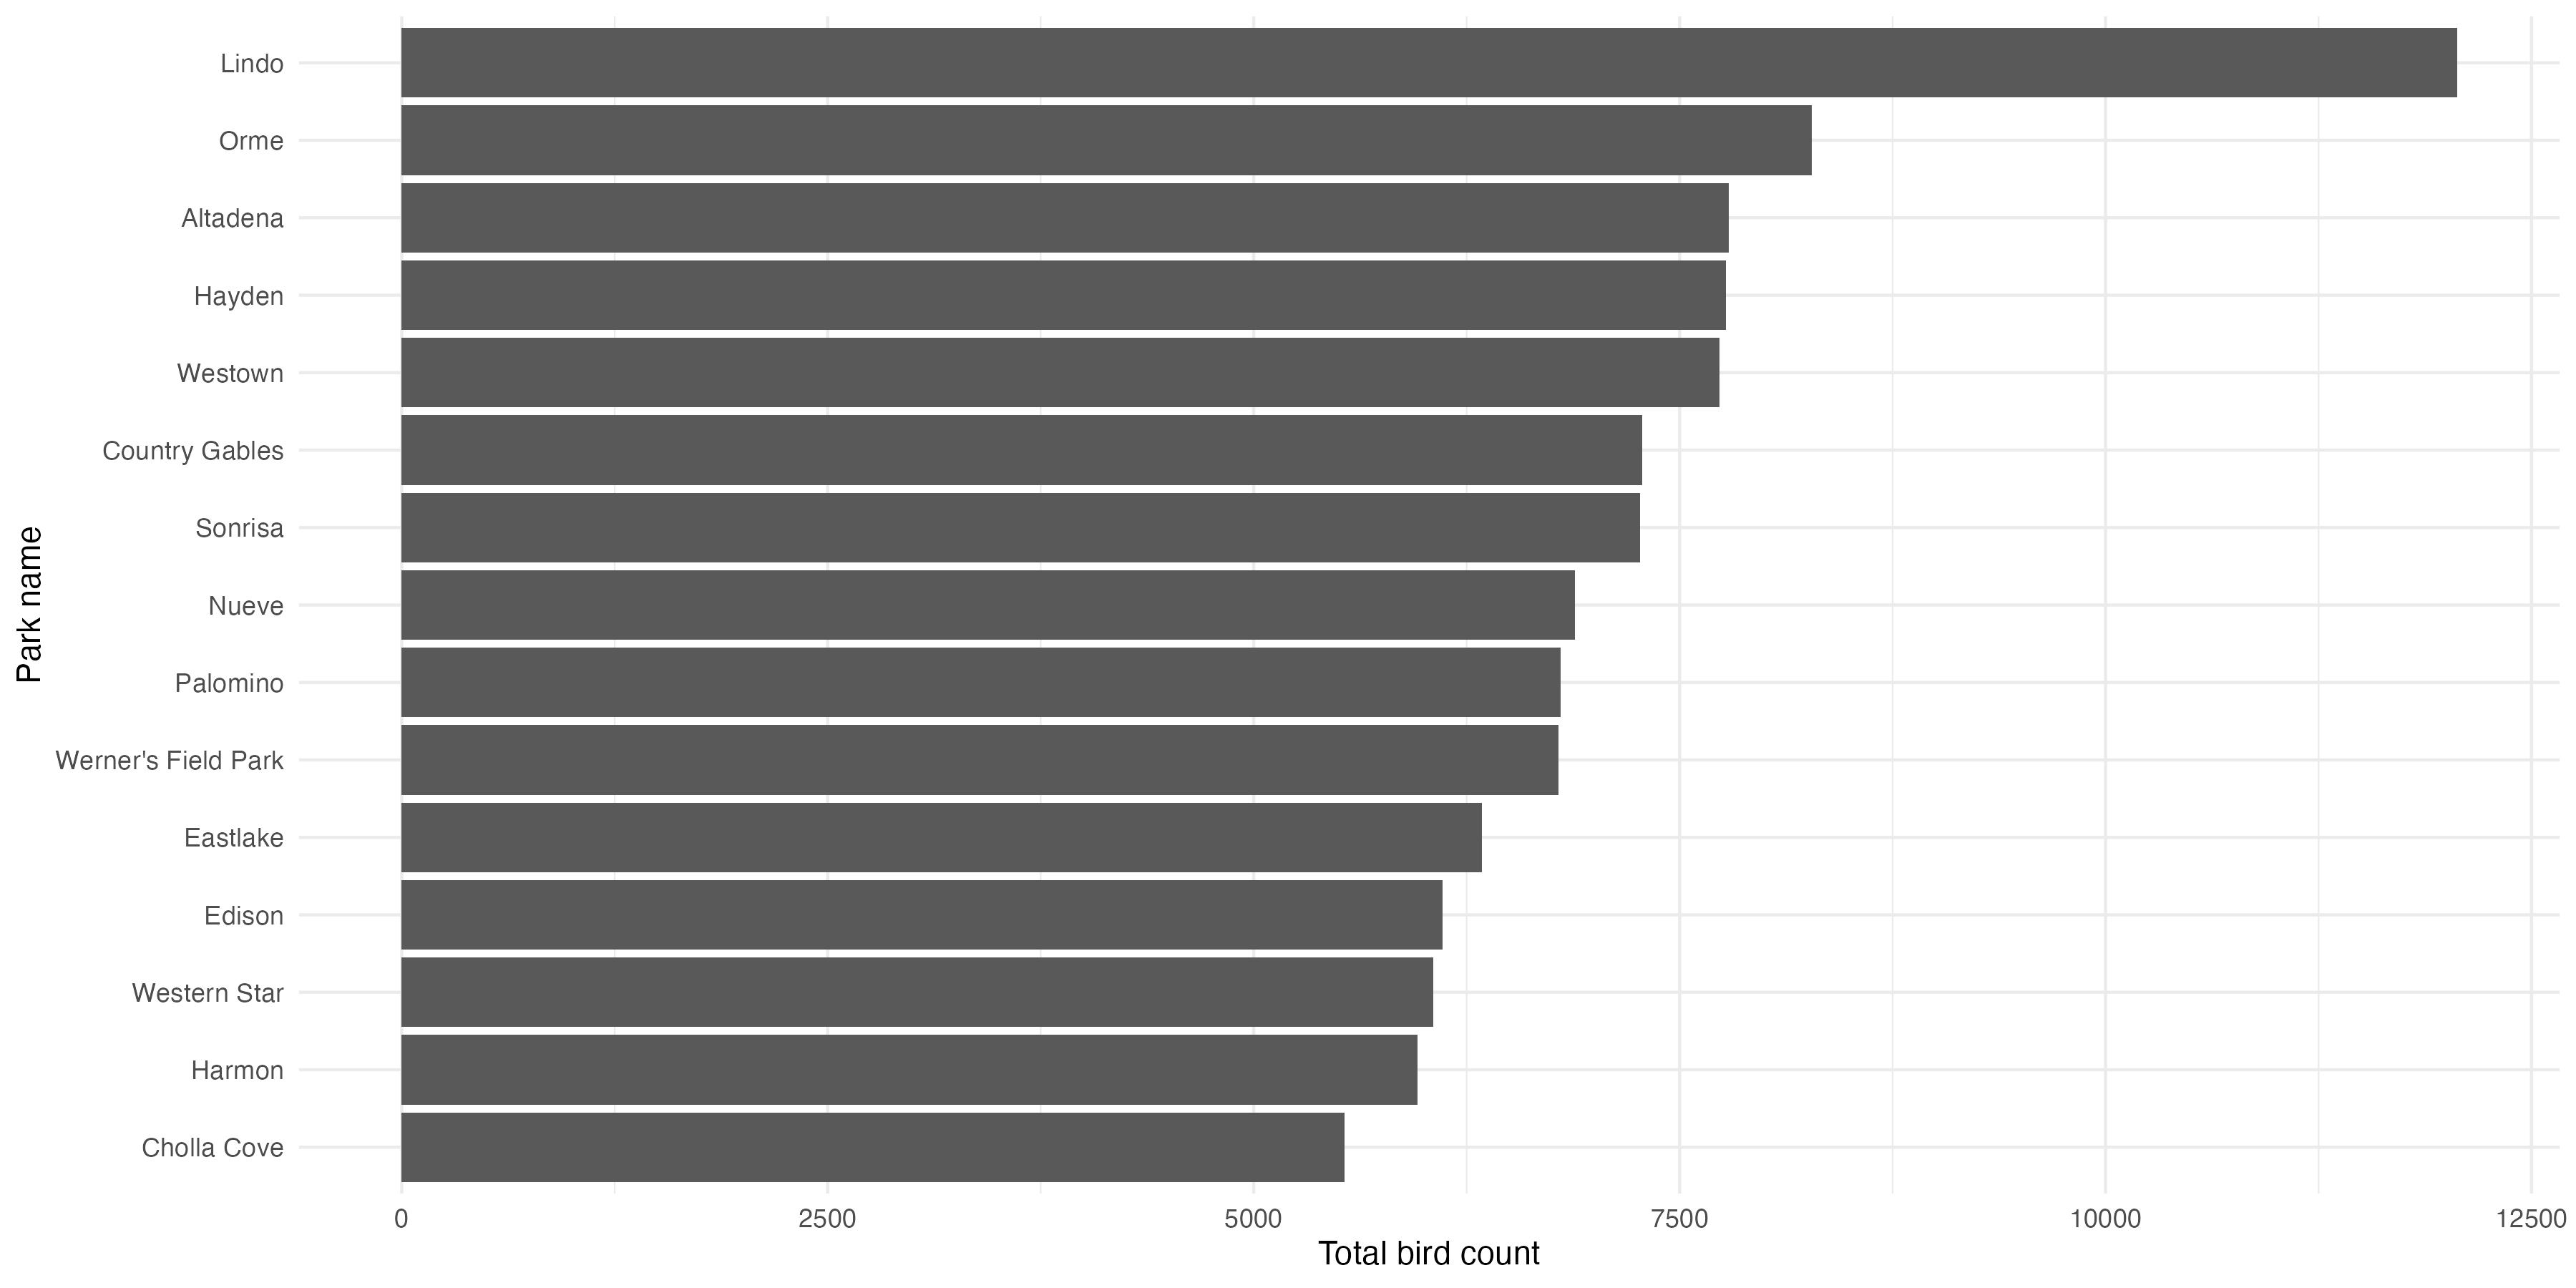 Park name
Lindo
Orme
Altadena
Hayden
Westown
Country Gables
Sonrisa
Nueve
Palomino
Werner's Field Park
Eastlake
Edison
Western Star
Harmon
Cholla Cove
0 2500 5000 7500 10000 12500
Total bird count